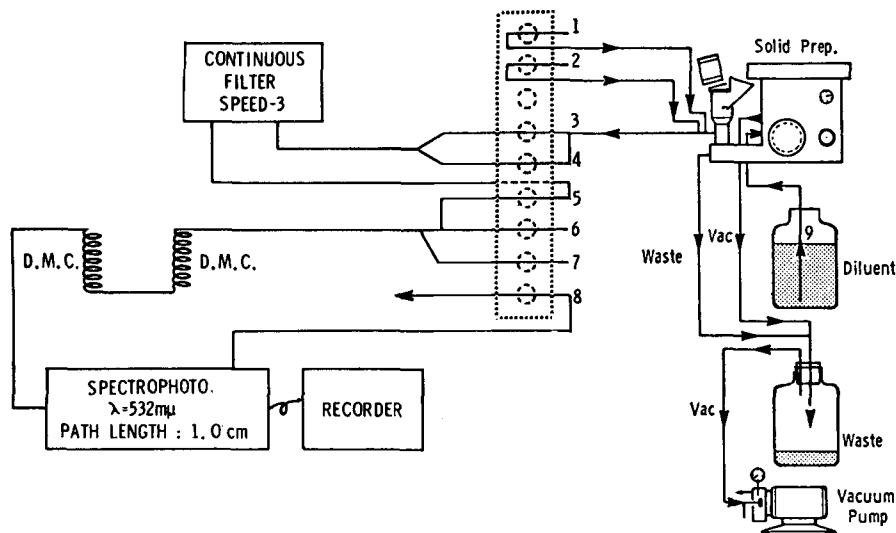 CONTINUOUS
FILTER
SPEED-3
1
2
3
4
5
6
7
8
Solid Prep.
9
Diluent
Waste
Vac
D.M.C.
D.M.C.
SPECTROPHOTO.
λ=532mμ
PATH LENGTH : 1.0 cm
RECORDER
Vac
Waste
Vacuum
Pump